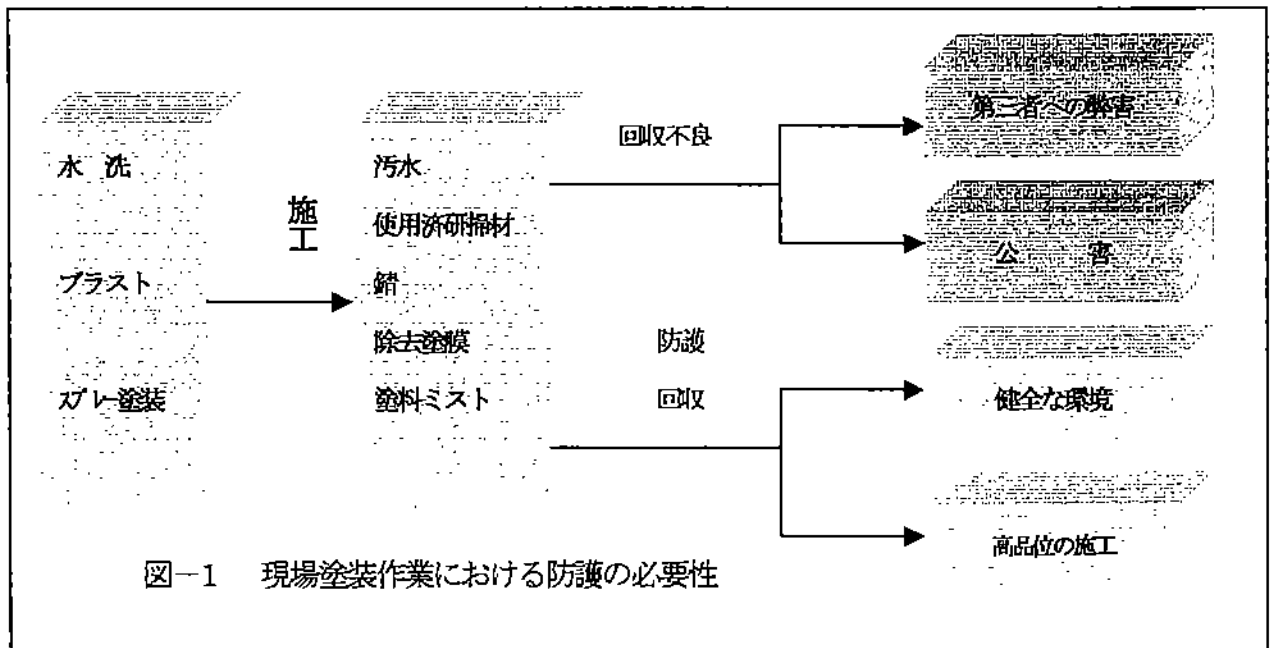 水 洗
ブラスト
スプレー塗装
施工
汚水
使用済研掃材
錆
除去塗膜
塗料ミスト
回収不良
防護
回収
第三者への弊害
公 害
健全な環境
高品位の施工
図-1 現場塗装作業における防護の必要性